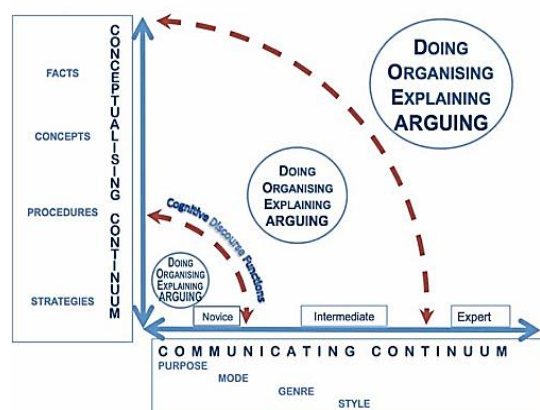 CONCEPTUALISING CONTINUUM
FACTS
CONCEPTS
PROCEDURES
STRATEGIES
DOING
ORGANISING
EXPLAINING
ARGUING
DOING
ORGANISING
EXPLAINING
ARGUING
Cognitive Discourse Functions
DOING
ORGANISING
EXPLAINING
ARGUING
Novice
Intermediate
Expert
COMMUNICATING CONTINUUM
PURPOSE
MODE
GENRE
STYLE